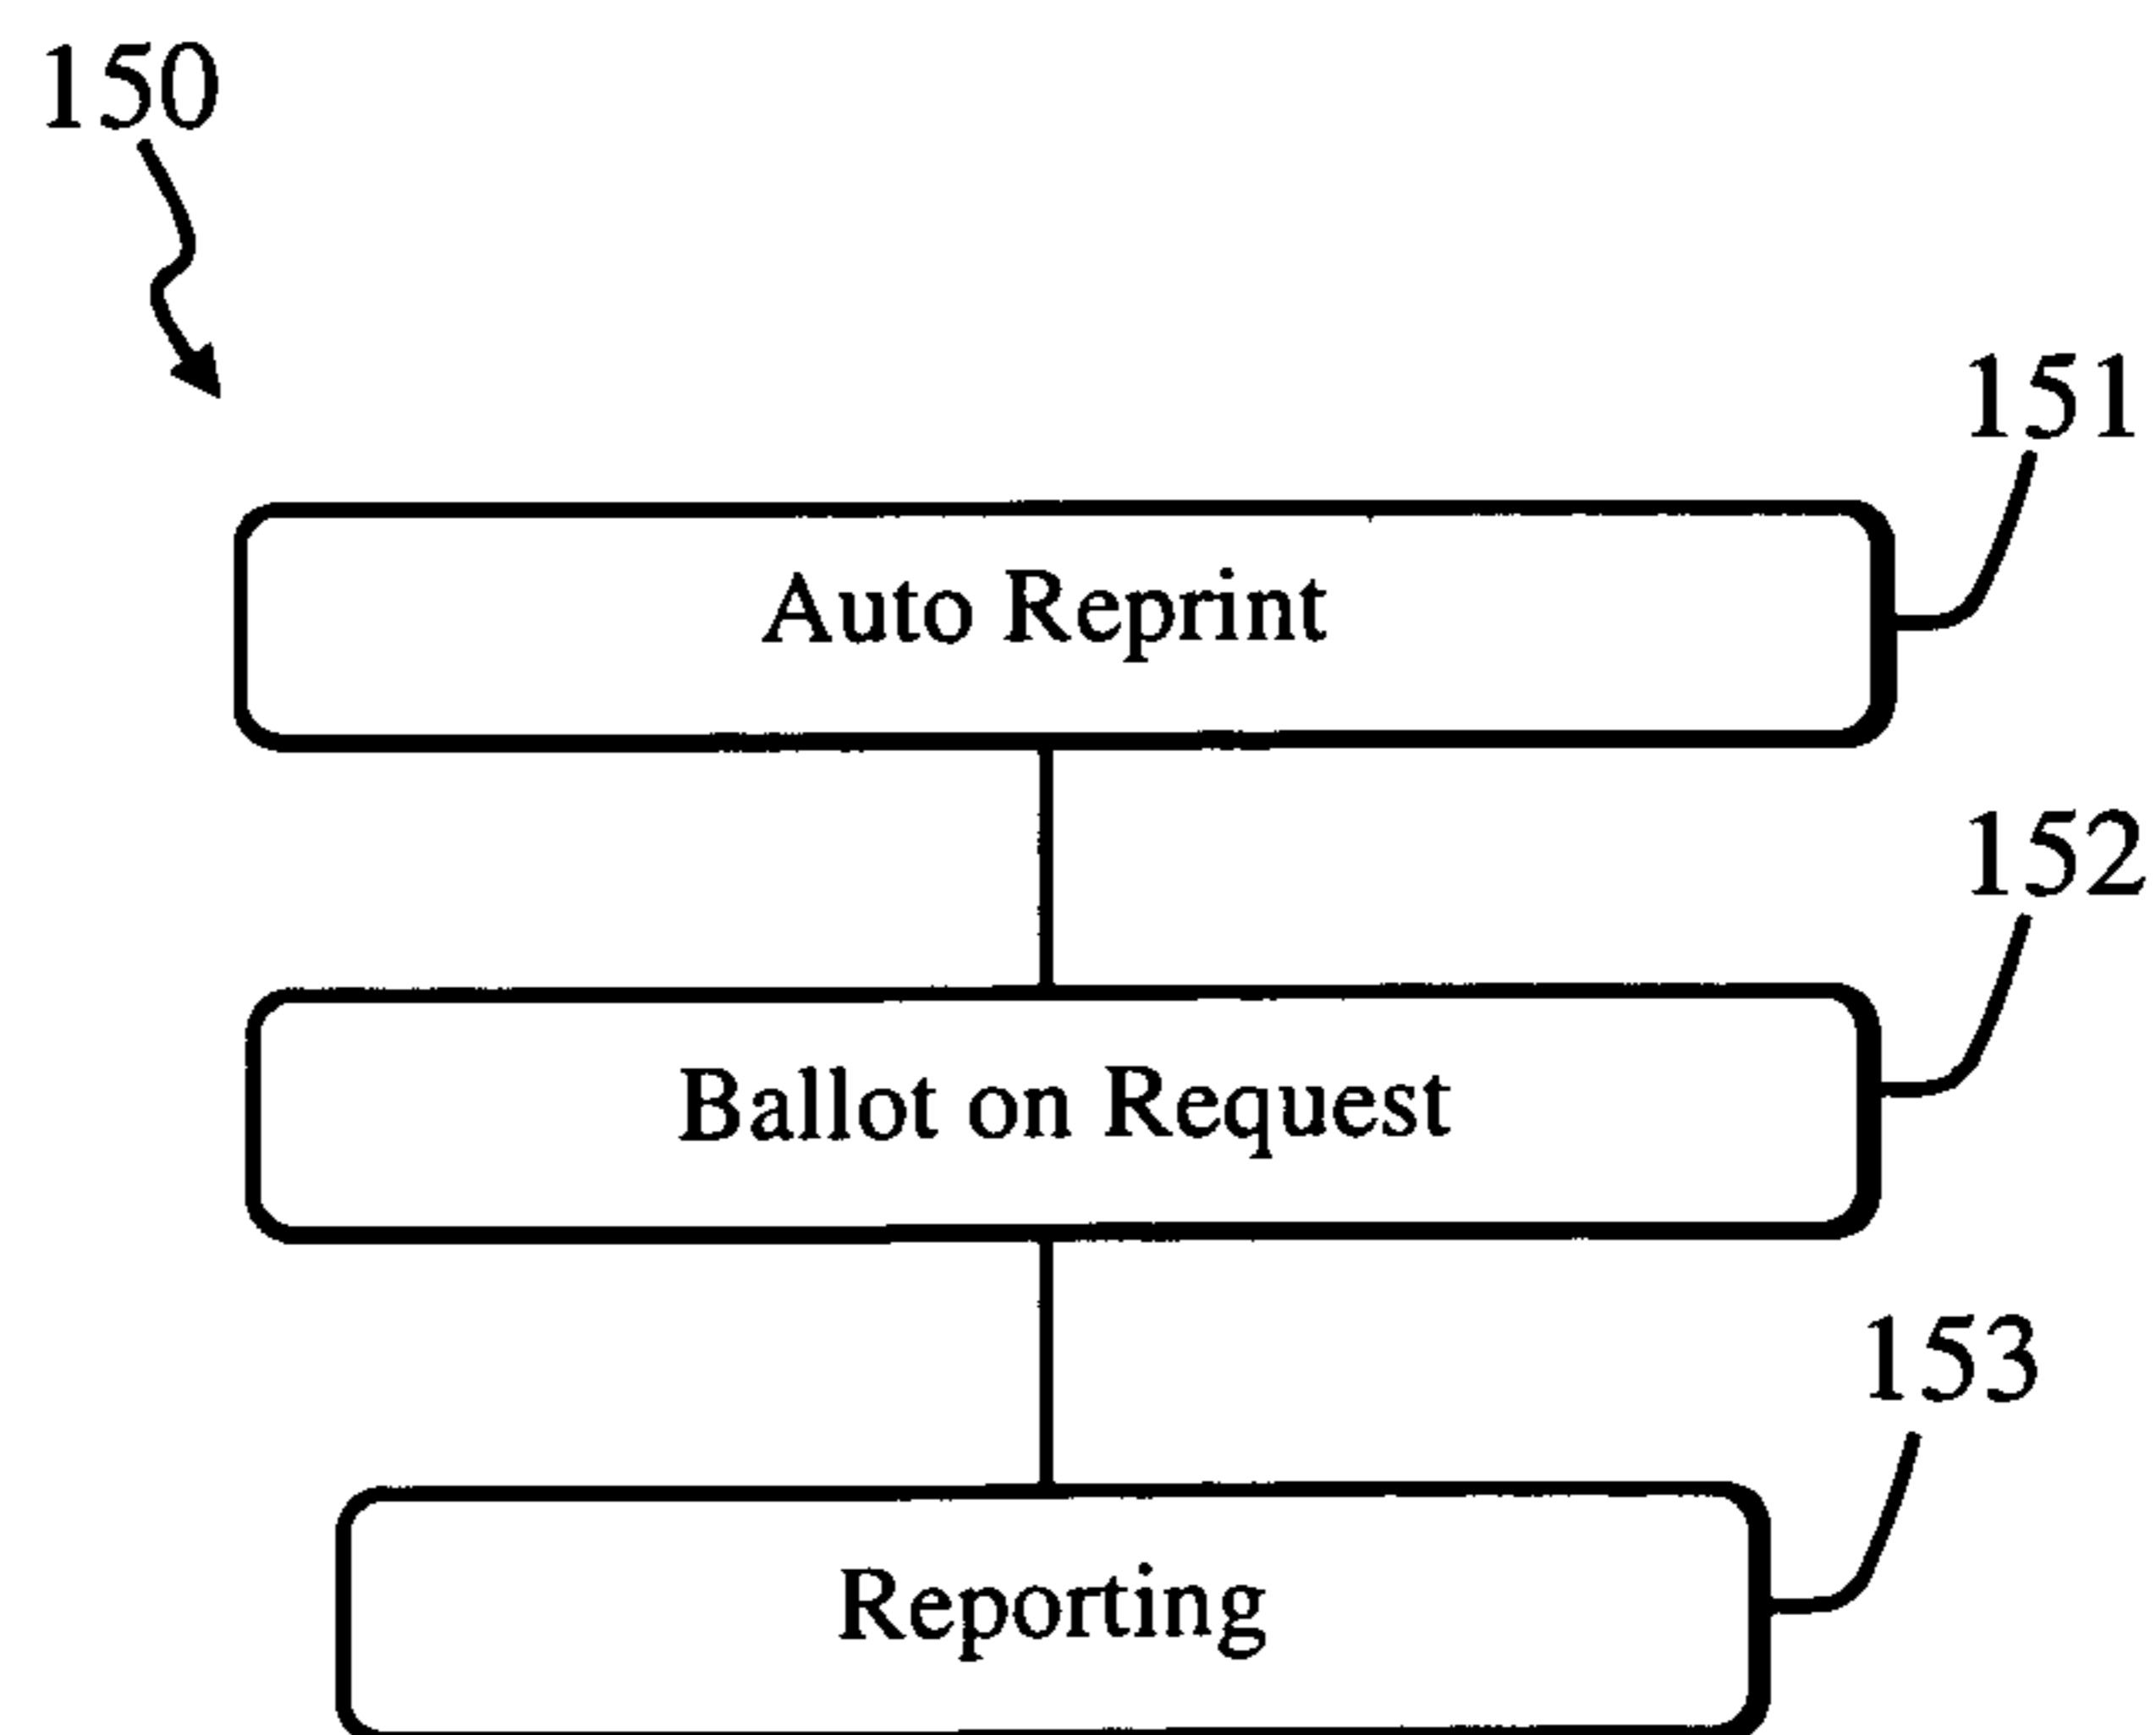 150
151
Auto Reprint
152
Ballot on Request
153
Reporting